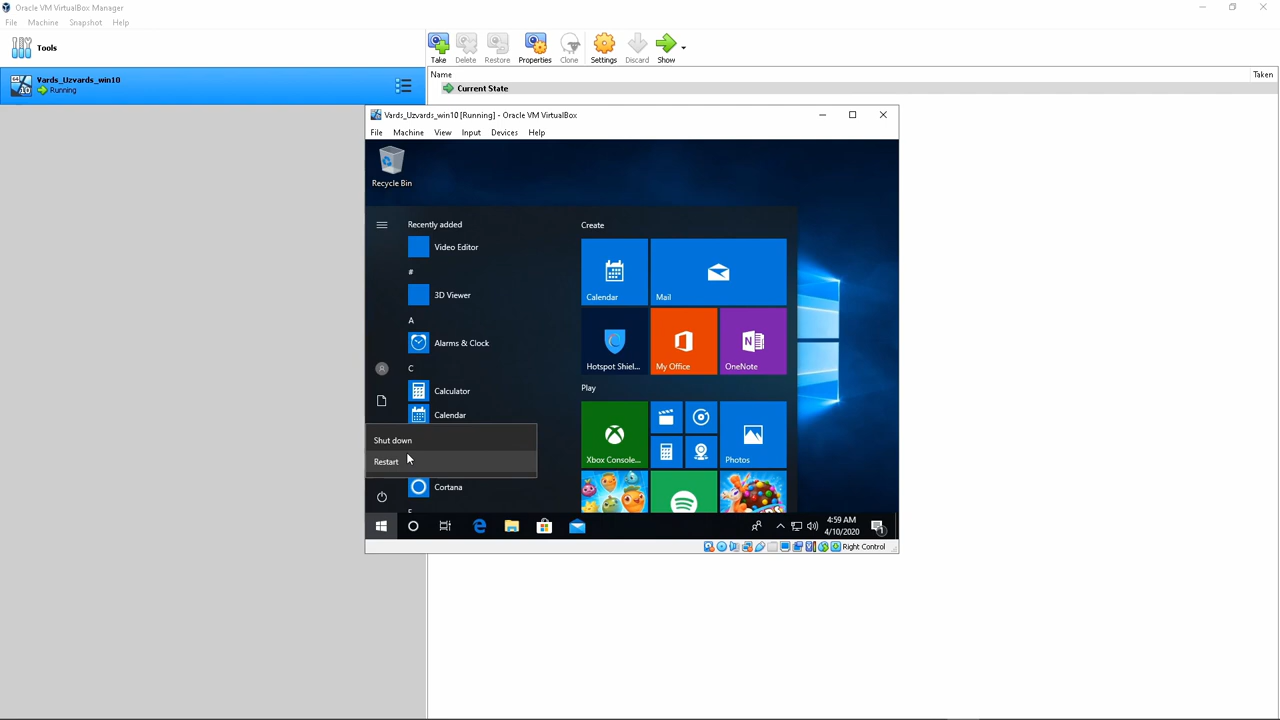 Oracle VM VirtualBox Manager
File Machine Snapshot Help
Tools
Take Delete Restore Properties Clone Settings Discard Show
Vards_Uzvards_win10
Running
Name Taken
Current State
Vards_Uzvards_win10 [Running] - Oracle VM VirtualBox
File Machine View Input Devices Help
Recycle Bin
Recently added
Video Editor
#
3D Viewer
A
Alarms & Clock
C
Calculator
Calendar
Shut down
Restart
Cortana
Create
Calendar
Mail
Hotspot Shiel...
My Office
OneNote
Play
Xbox Console...
Photos
4:59 AM
4/10/2020
1
Right Control